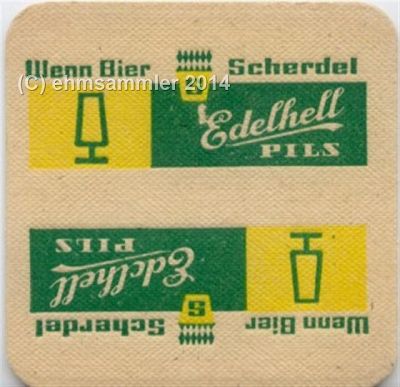 Wenn Bier Scherdel
(C) ehmsammler 2014
S
Edelhell
PILS
Wenn Bier Scherdel
S
Edelhell
PILS